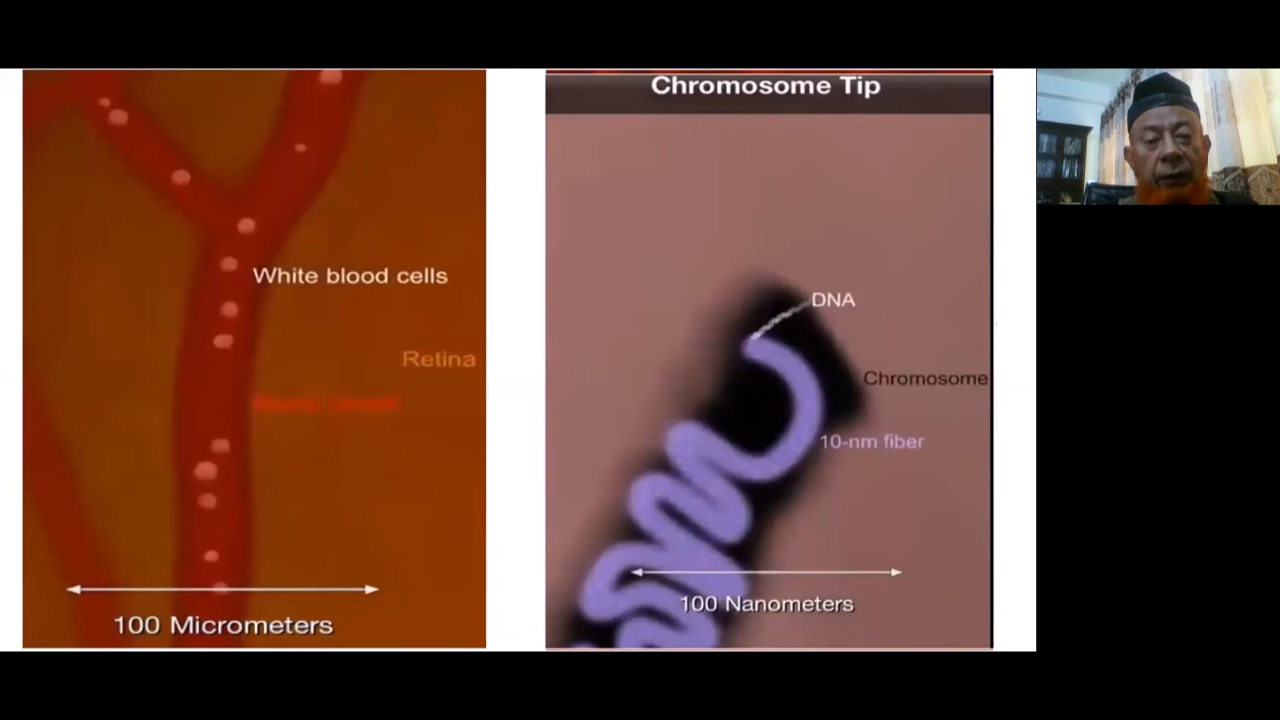 White blood cells
Retina
100 Micrometers
Chromosome Tip
DNA
Chromosome
10-nm fiber
100 Nanometers